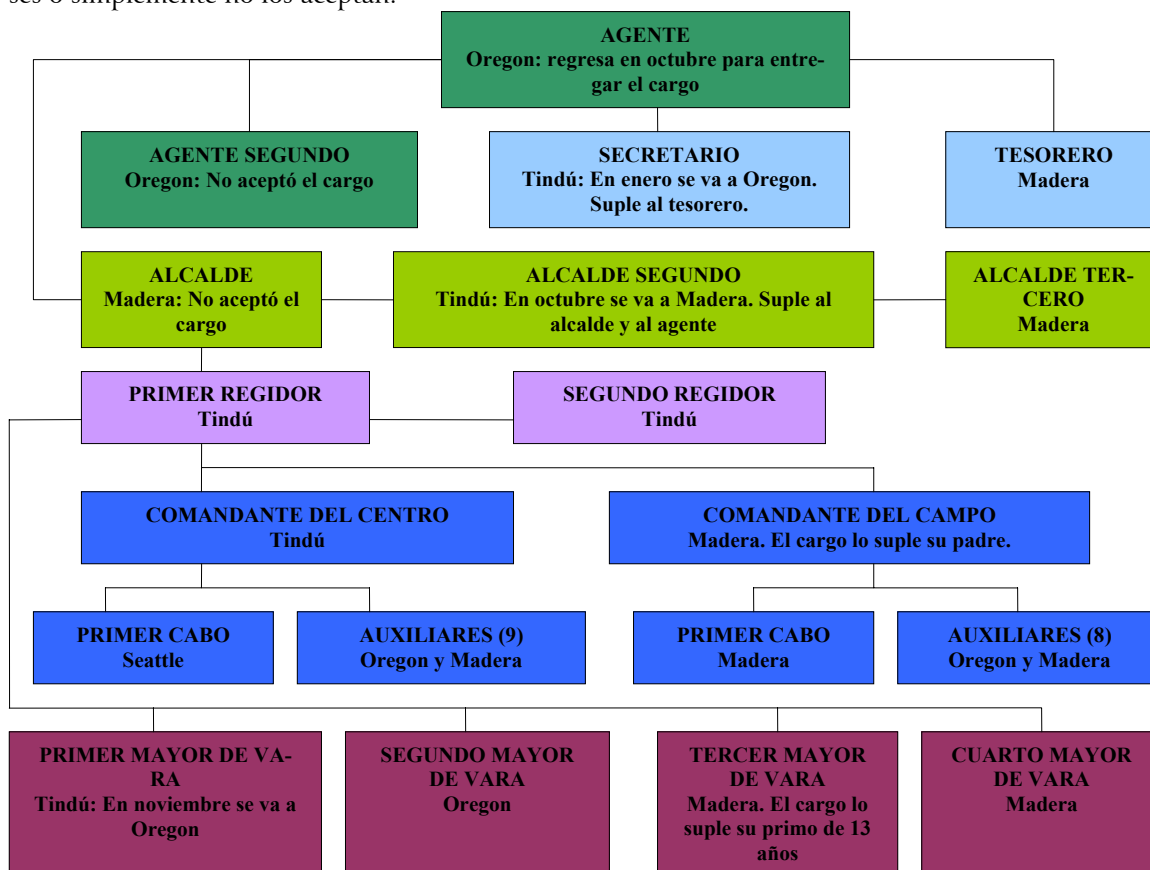 ses o simplemente no los aceptan.
AGENTE
Oregon: regresa en octubre para entre-
gar el cargo
AGENTE SEGUNDO
Oregon: No aceptó el cargo
SECRETARIO
Tindú: En enero se va a Oregon.
Suple al tesorero.
TESORERO
Madera
ALCALDE
Madera: No aceptó el
cargo
ALCALDE SEGUNDO
Tindú: En octubre se va a Madera. Suple al
alcalde y al agente
ALCALDE TER-
CERO
Madera
PRIMER REGIDOR
Tindú
SEGUNDO REGIDOR
Tindú
COMANDANTE DEL CENTRO
Tindú
COMANDANTE DEL CAMPO
Madera. El cargo lo suple su padre.
PRIMER CABO
Seattle
AUXILIARES (9)
Oregon y Madera
PRIMER CABO
Madera
AUXILIARES (8)
Oregon y Madera
PRIMER MAYOR DE VA-
RA
Tindú: En noviembre se va a
Oregon
SEGUNDO MAYOR
DE VARA
Oregon
TERCER MAYOR
DE VARA
Madera. El cargo lo
suple su primo de 13
años
CUARTO MAYOR
DE VARA
Madera